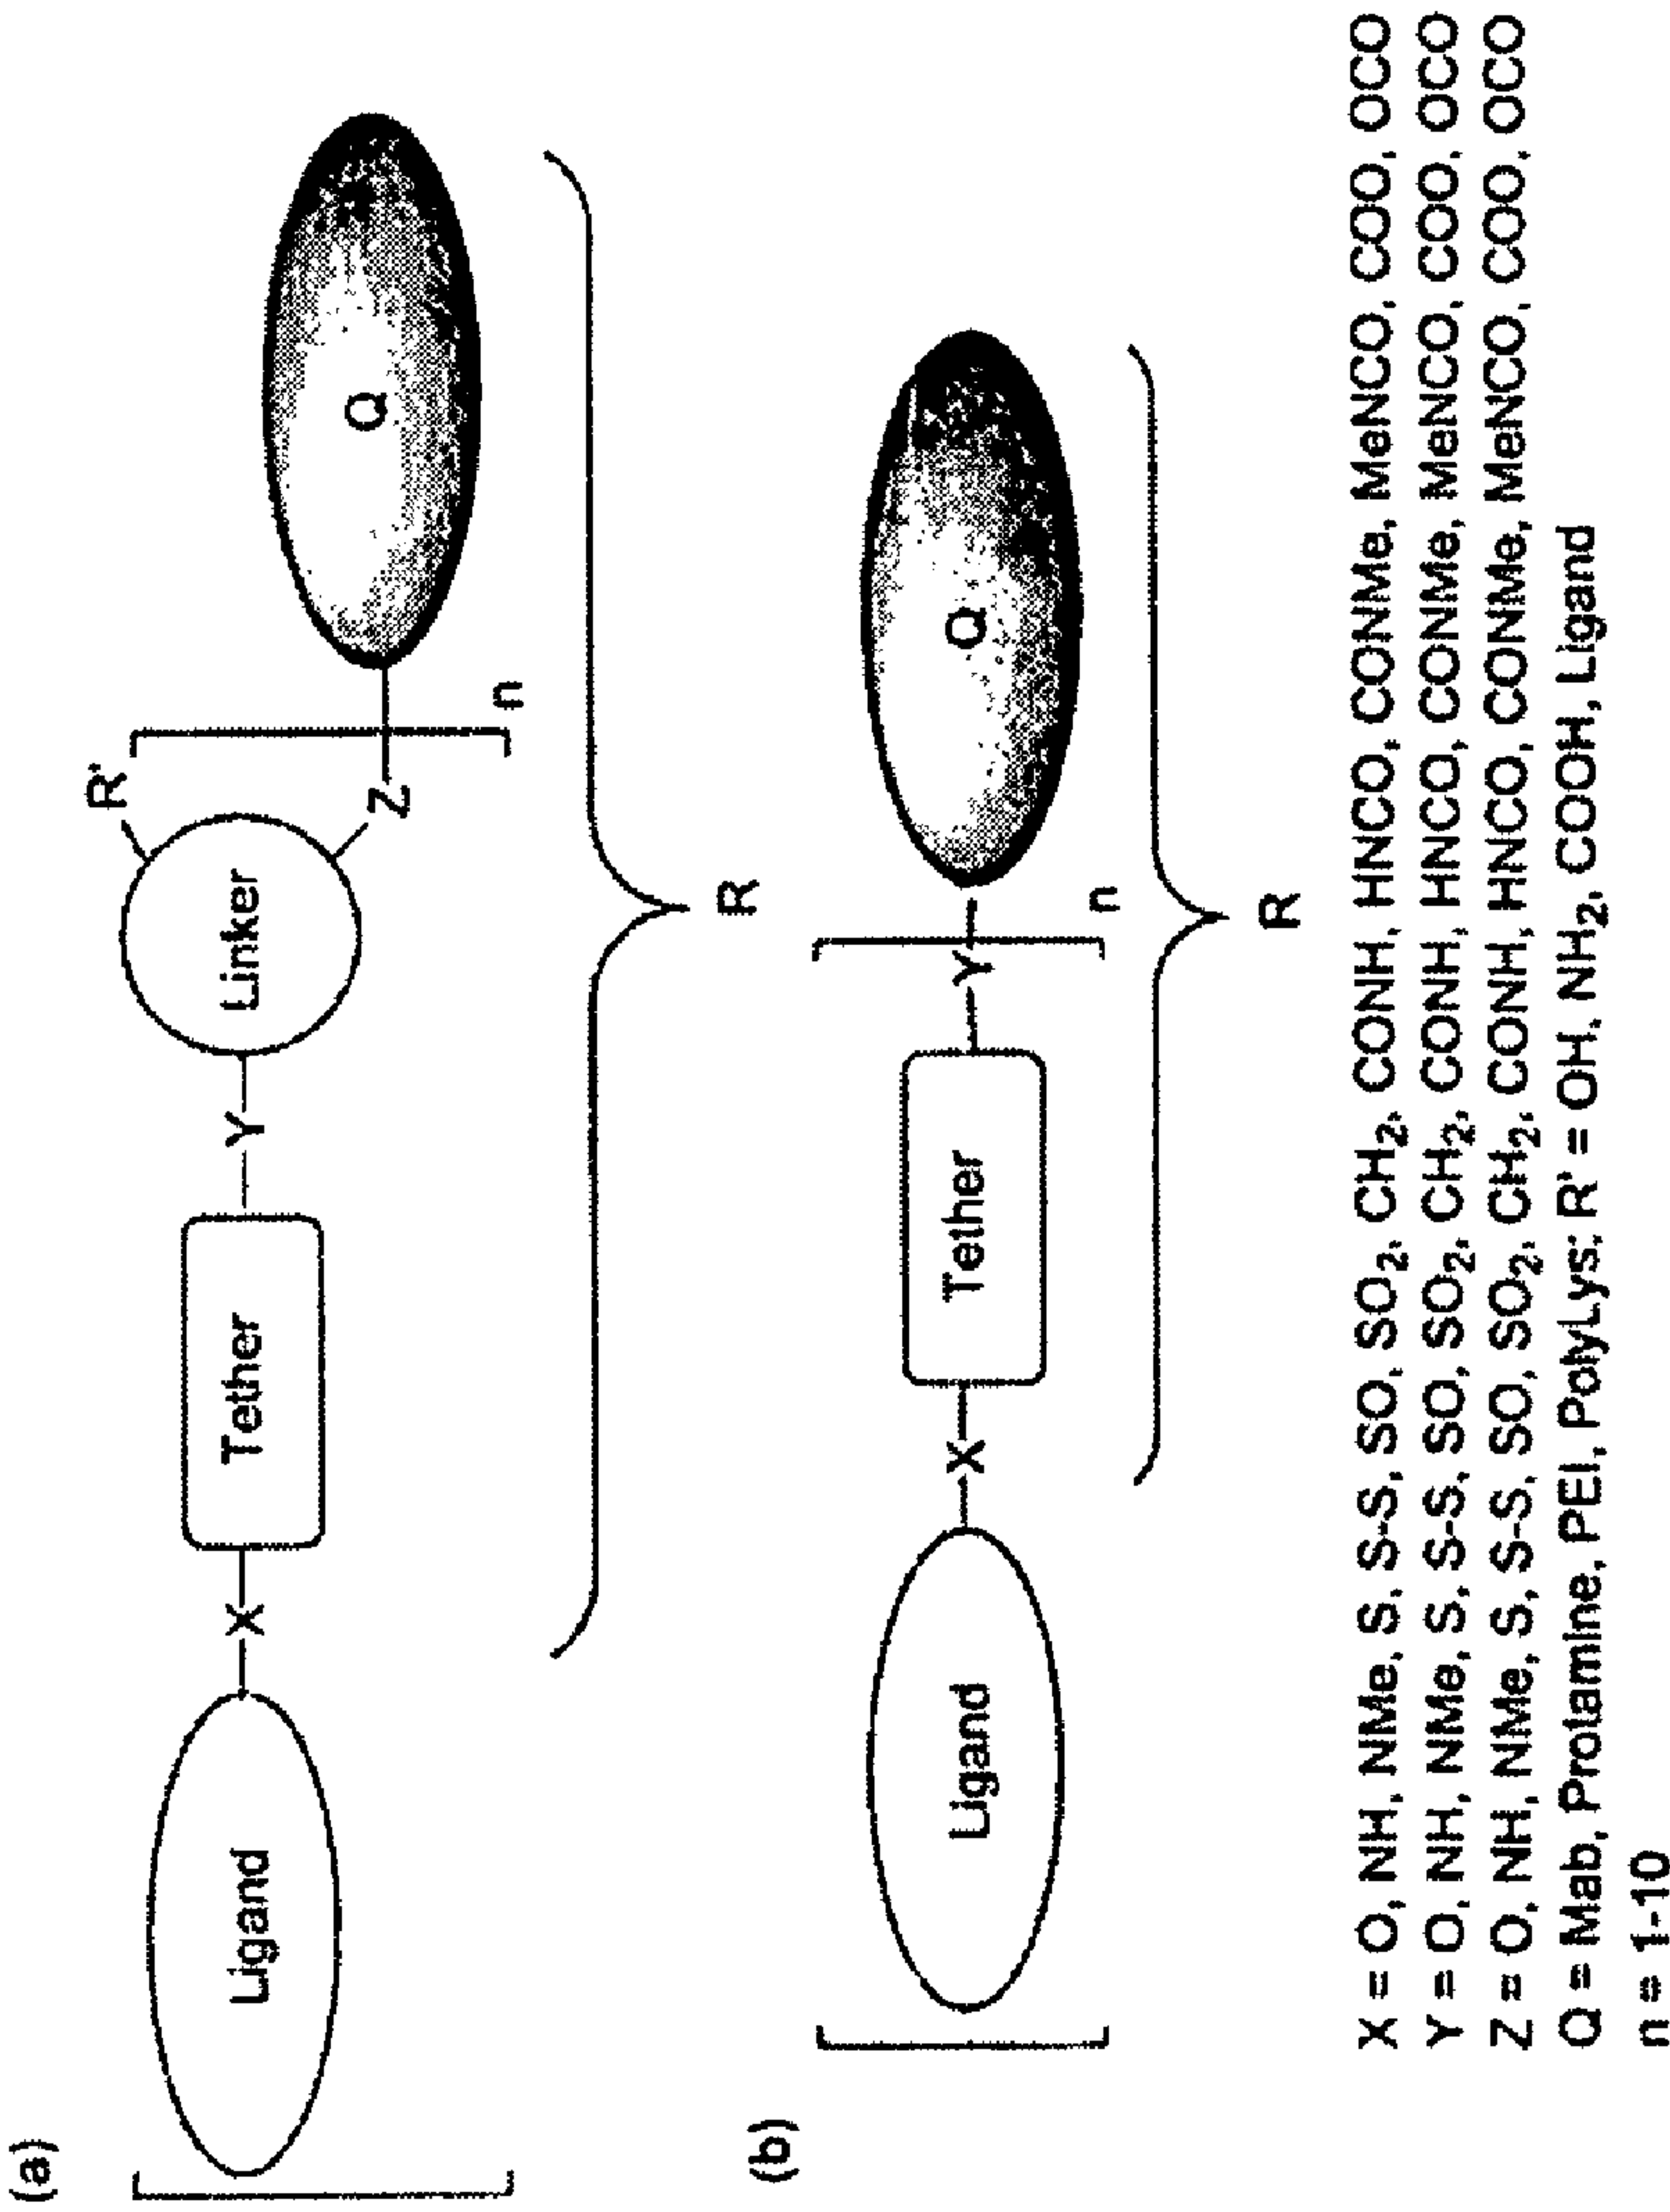 (a)
Ligand X Tether Y Linker R' Z n Q
R
(b)
Ligand X Tether Y n Q
R
X = O, NH, NMe, S, S-S, SO, SO₂, CH₂, CONH, HNCO, CONMe, MeNCO, COO, OCO
Y = O, NH, NMe, S, S-S, SO, SO₂, CH₂, CONH, HNCO, CONMe, MeNCO, COO, OCO
Z = O, NH, NMe, S, S-S, SO, SO₂, CH₂, CONH, HNCO, CONMe, MeNCO, COO, OCO
Q = Mab, Protamine, PEI, PolyLys; R' = OH, NH₂, COOH, Ligand
n = 1-10